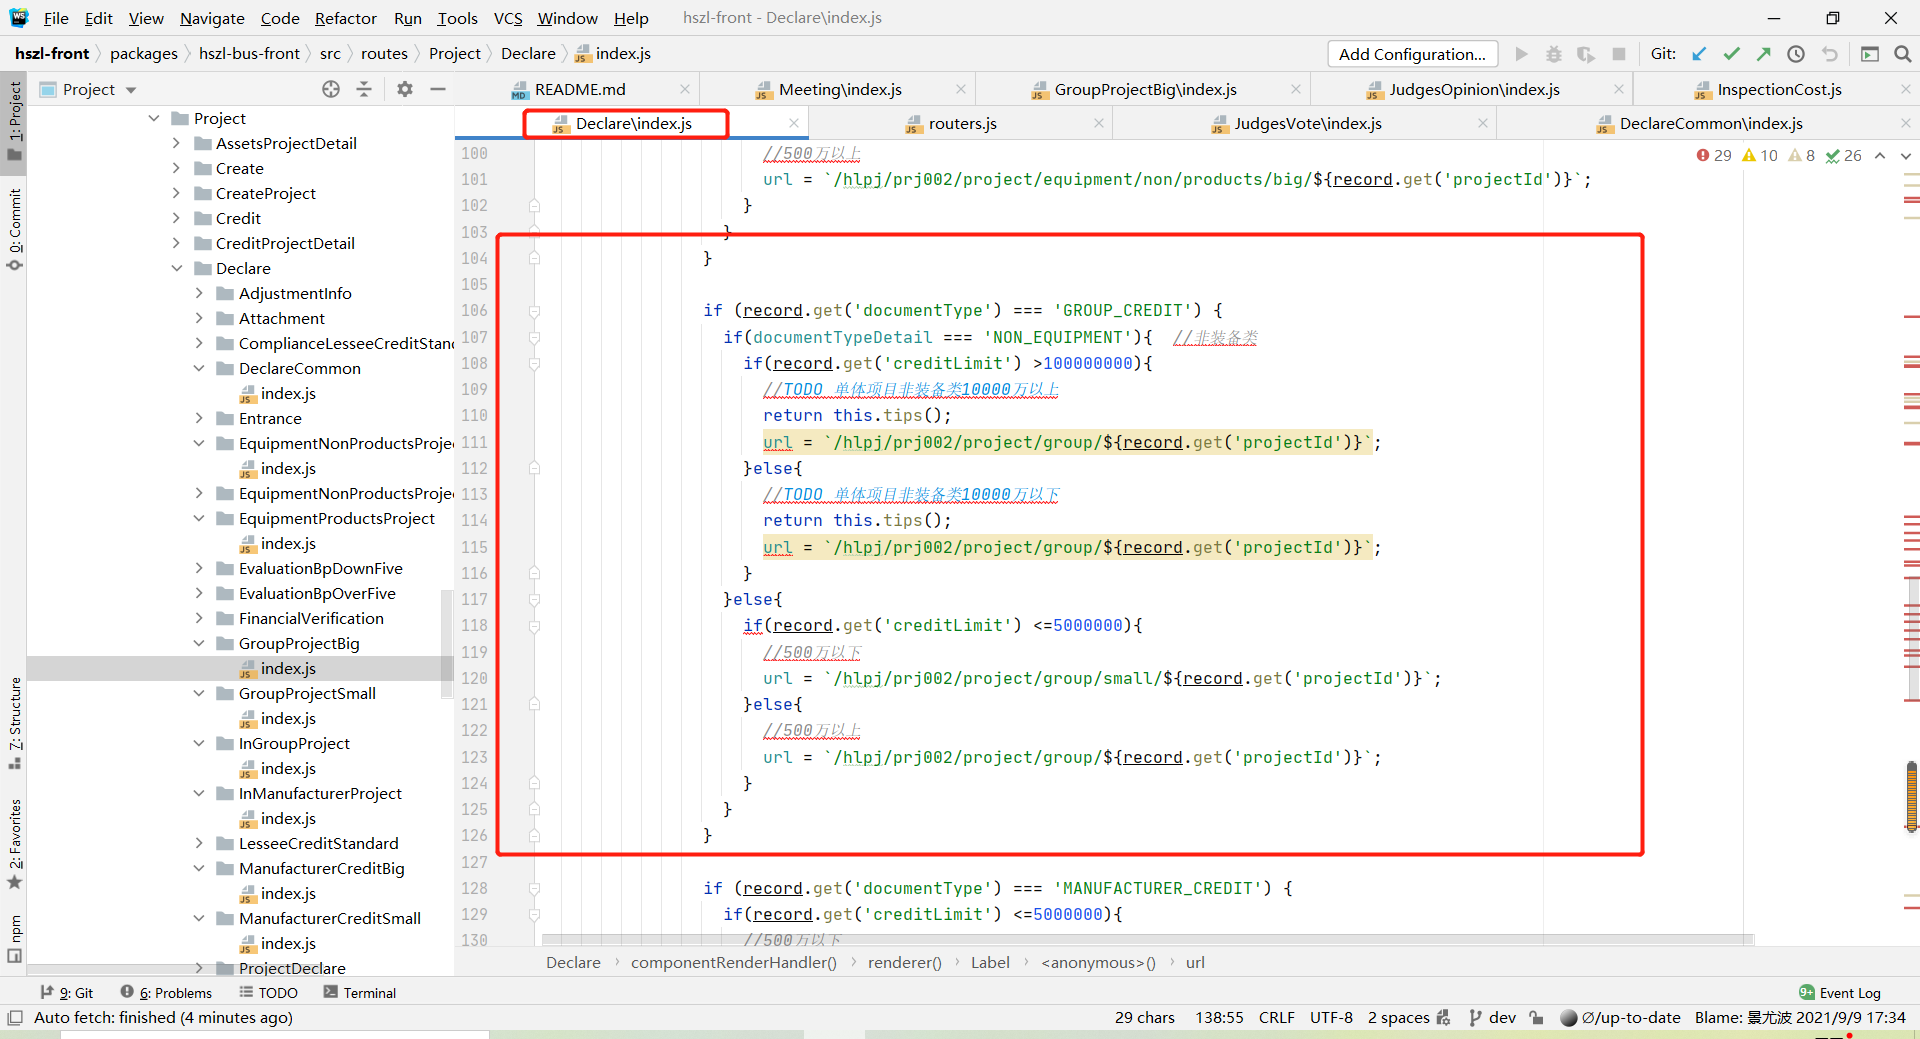 File Edit View Navigate Code Refactor Run Tools VCS Window Help hszl-front - Declare\index.js
hszl-front packages hszl-bus-front src routes Project Declare index.js Add Configuration... Git:
Project README.md Meeting\index.js GroupProjectBig\index.js JudgesOpinion\index.js InspectionCost.js
Declare\index.js routers.js JudgesVote\index.js DeclareCommon\index.js
1: Project
0: Commit
7: Structure
2: Favorites
npm
Project
AssetsProjectDetail
Create
CreateProject
Credit
CreditProjectDetail
Declare
AdjustmentInfo
Attachment
ComplianceLesseeCreditStan
DeclareCommon
index.js
Entrance
EquipmentNonProductsProje
index.js
EquipmentNonProductsProje
EquipmentProductsProject
index.js
EvaluationBpDownFive
EvaluationBpOverFive
FinancialVerification
GroupProjectBig
index.js
GroupProjectSmall
index.js
InGroupProject
index.js
InManufacturerProject
index.js
LesseeCreditStandard
ManufacturerCreditBig
index.js
ManufacturerCreditSmall
index.js
ProjectDeclare
29 10 8 26
100 //500万以上
101 url = `/hlpj/prj002/project/equipment/non/products/big/${record.get('projectId')}`;
102 }
103 }
104 }
105
106 if (record.get('documentType') === 'GROUP_CREDIT') {
107 if(documentTypeDetail === 'NON_EQUIPMENT'){ //非装备类
108 if(record.get('creditLimit') >100000000){
109 //TODO 单体项目非装备类10000万以上
110 return this.tips();
111 url = `/hlpj/prj002/project/group/${record.get('projectId')}`;
112 }else{
113 //TODO 单体项目非装备类10000万以下
114 return this.tips();
115 url = `/hlpj/prj002/project/group/${record.get('projectId')}`;
116 }
117 }else{
118 if(record.get('creditLimit') <=5000000){
119 //500万以下
120 url = `/hlpj/prj002/project/group/small/${record.get('projectId')}`;
121 }else{
122 //500万以上
123 url = `/hlpj/prj002/project/group/${record.get('projectId')}`;
124 }
125 }
126 }
127
128 if (record.get('documentType') === 'MANUFACTURER_CREDIT') {
129 if(record.get('creditLimit') <=5000000){
130 //500万以下
Declare componentRenderHandler() renderer() Label <anonymous>() url
9: Git 6: Problems TODO Terminal 9+ Event Log
Auto fetch: finished (4 minutes ago) 29 chars 138:55 CRLF UTF-8 2 spaces dev ∅/up-to-date Blame: 景尤波 2021/9/9 17:34